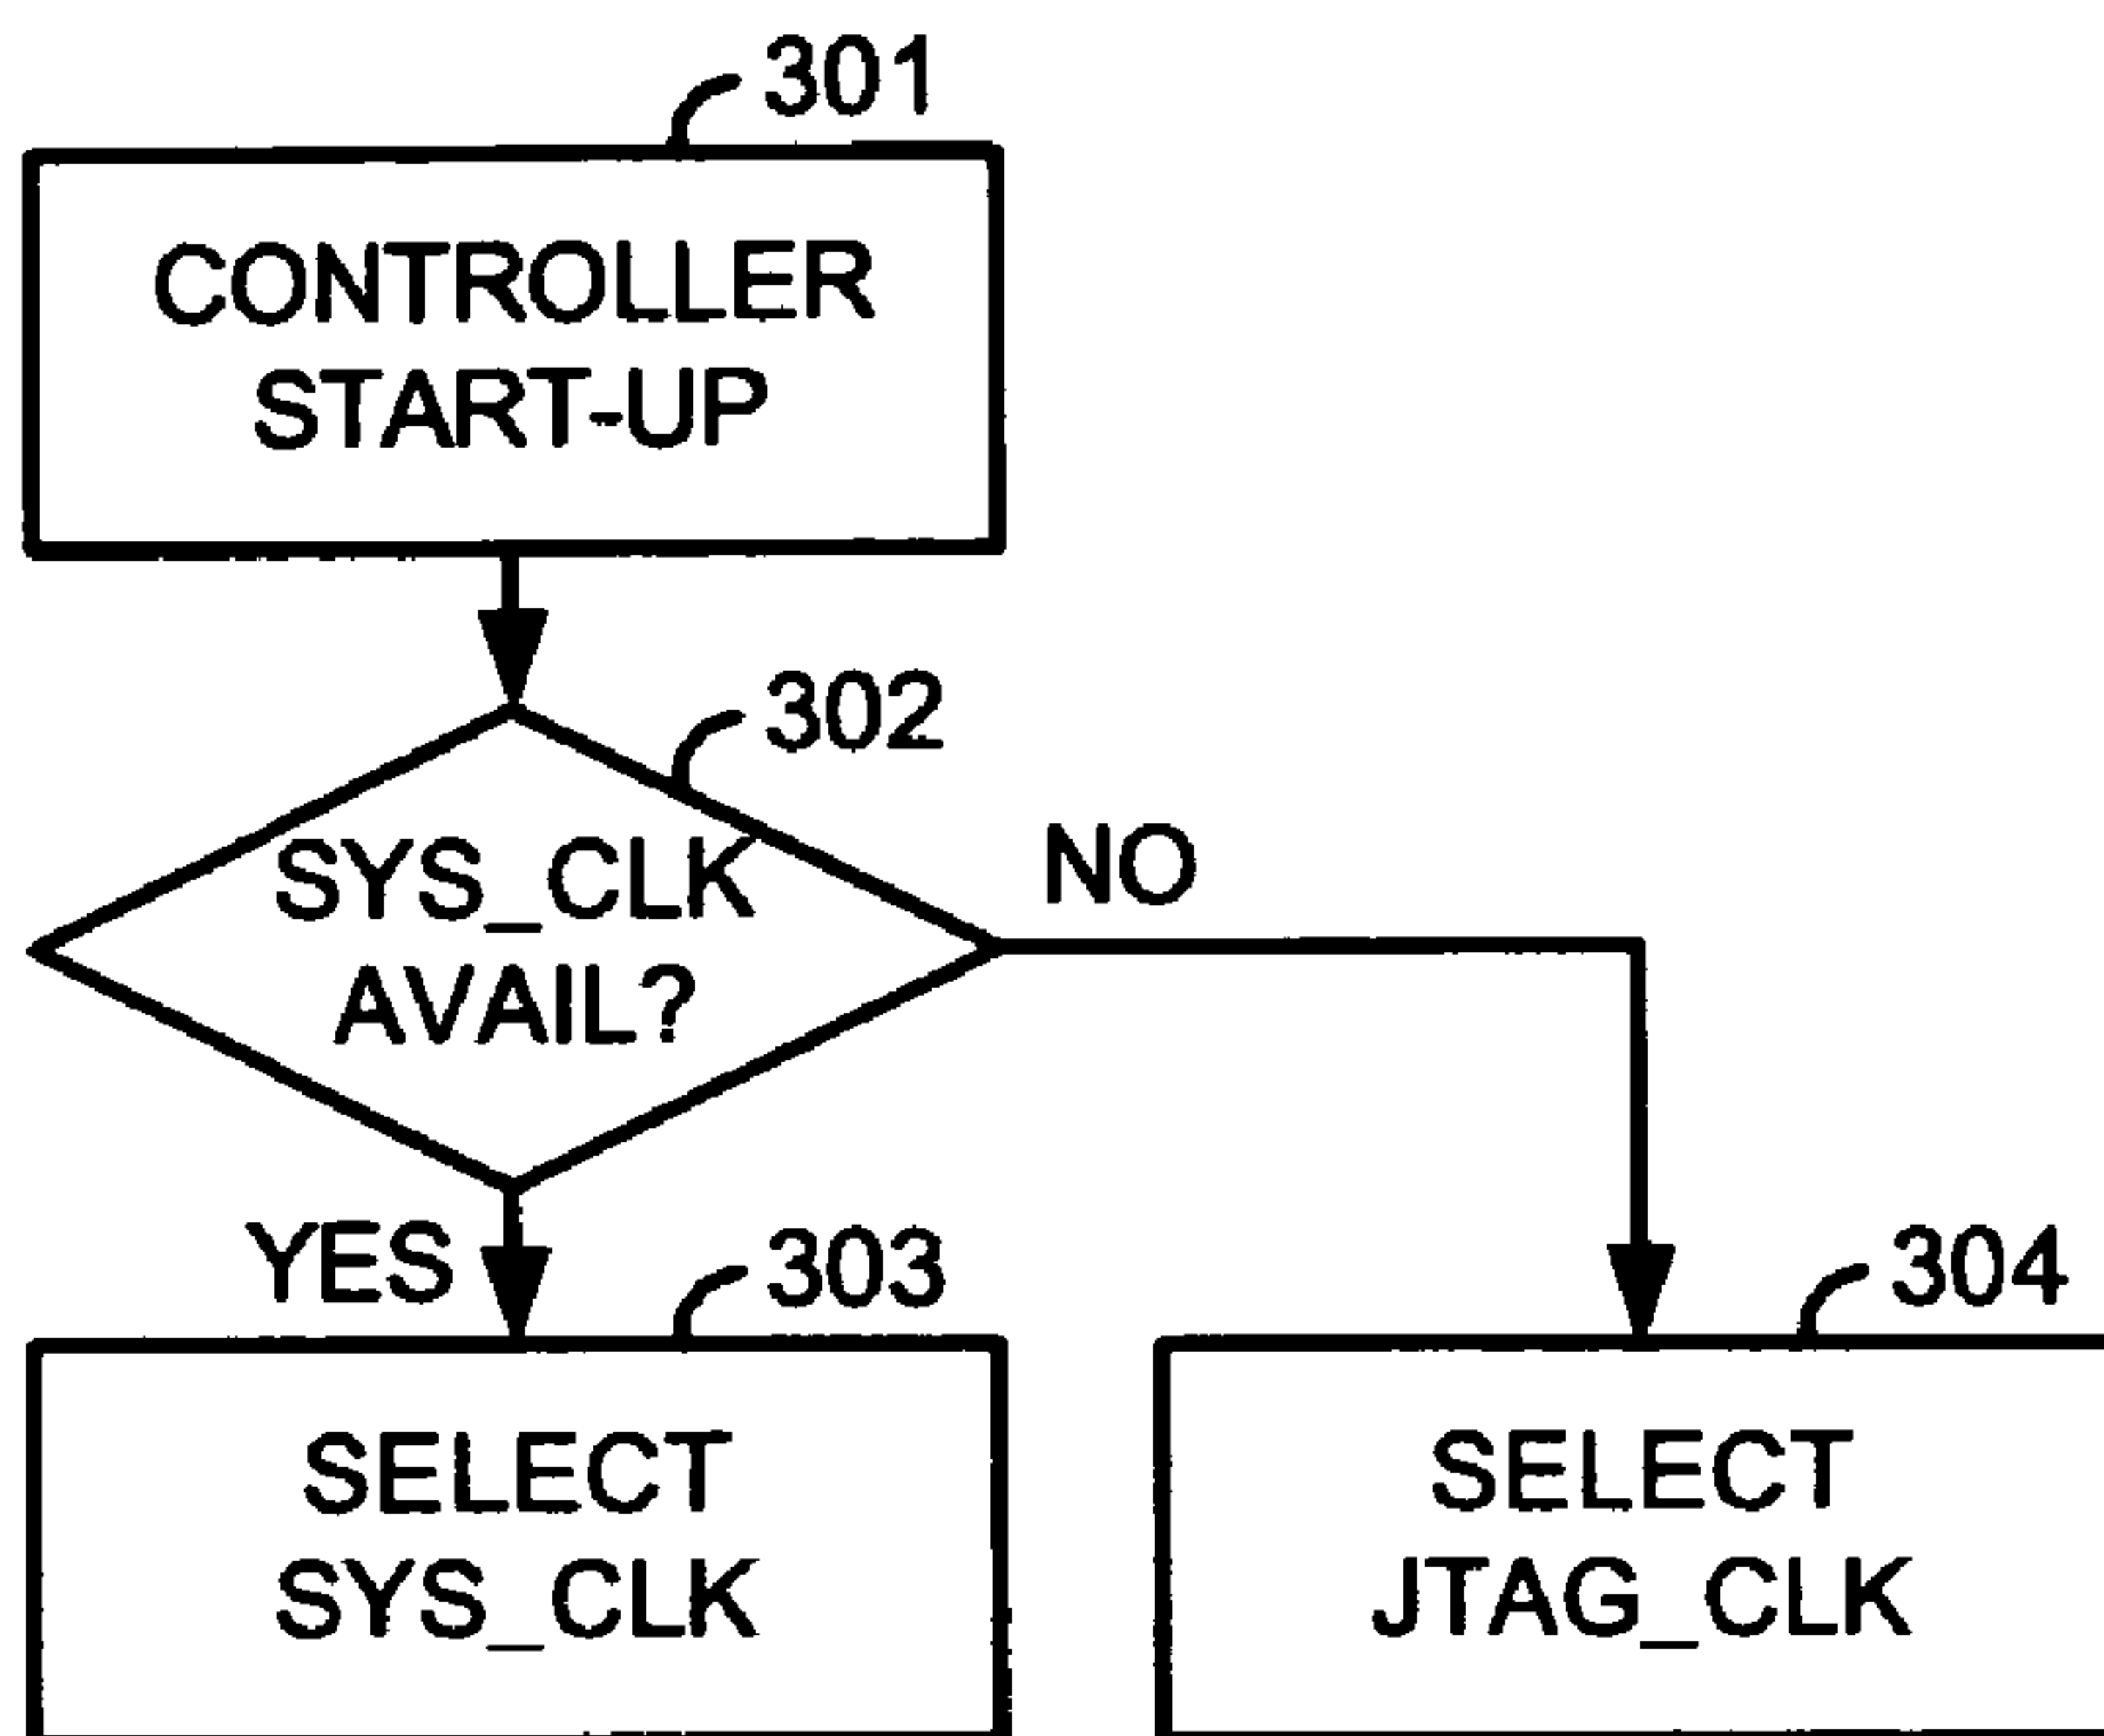 301
CONTROLLER
START-UP
302
SYS_CLK
AVAIL?
NO
YES
303
304
SELECT
SYS_CLK
SELECT
JTAG_CLK